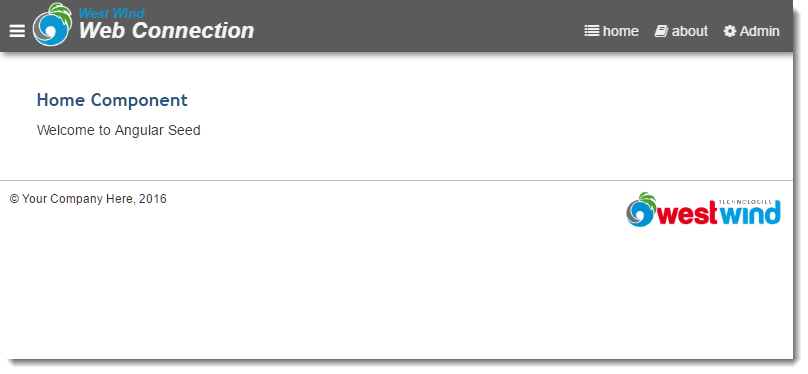 West Wind
Web Connection
home about Admin
Home Component
Welcome to Angular Seed
© Your Company Here, 2016
TECHNOLOGIES
westwind